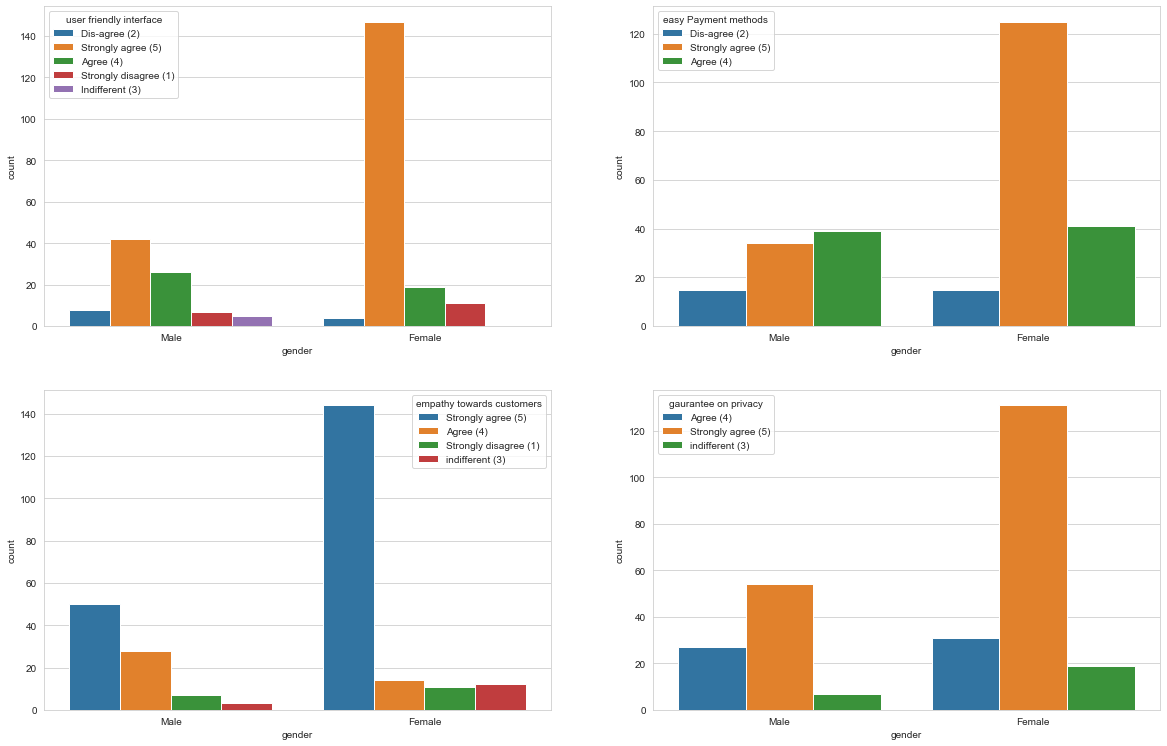 user friendly interface
Dis-agree (2)
Strongly agree (5)
Agree (4)
Strongly disagree (1)
Indifferent (3)
140
120
100
80
60
40
20
0
count
Male
Female
gender
easy Payment methods
Dis-agree (2)
Strongly agree (5)
Agree (4)
120
100
80
60
40
20
0
count
Male
Female
gender
empathy towards customers
Strongly agree (5)
Agree (4)
Strongly disagree (1)
indifferent (3)
140
120
100
80
60
40
20
0
count
Male
Female
gender
gaurantee on privacy
Agree (4)
Strongly agree (5)
indifferent (3)
120
100
80
60
40
20
0
count
Male
Female
gender